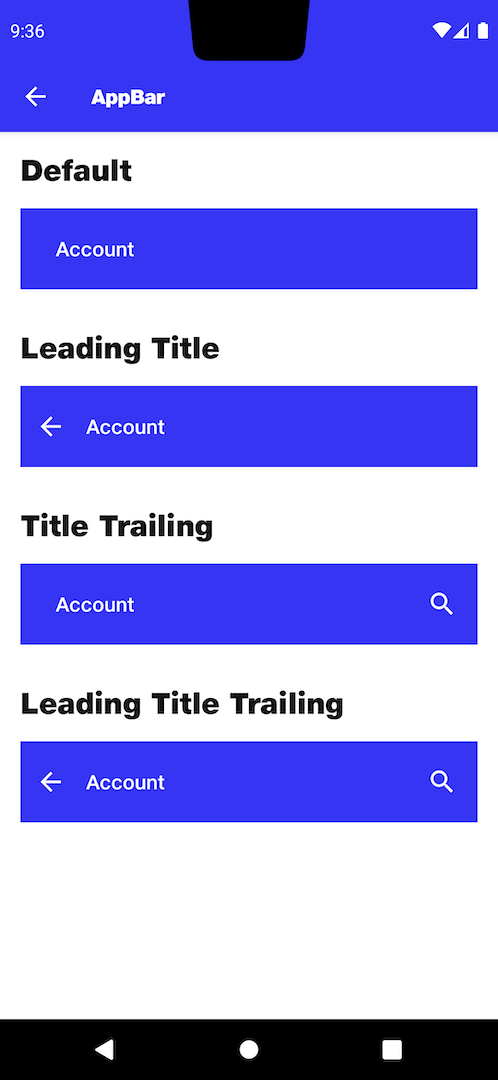 9:36
AppBar
Default
Account
Leading Title
Account
Title Trailing
Account
Leading Title Trailing
Account